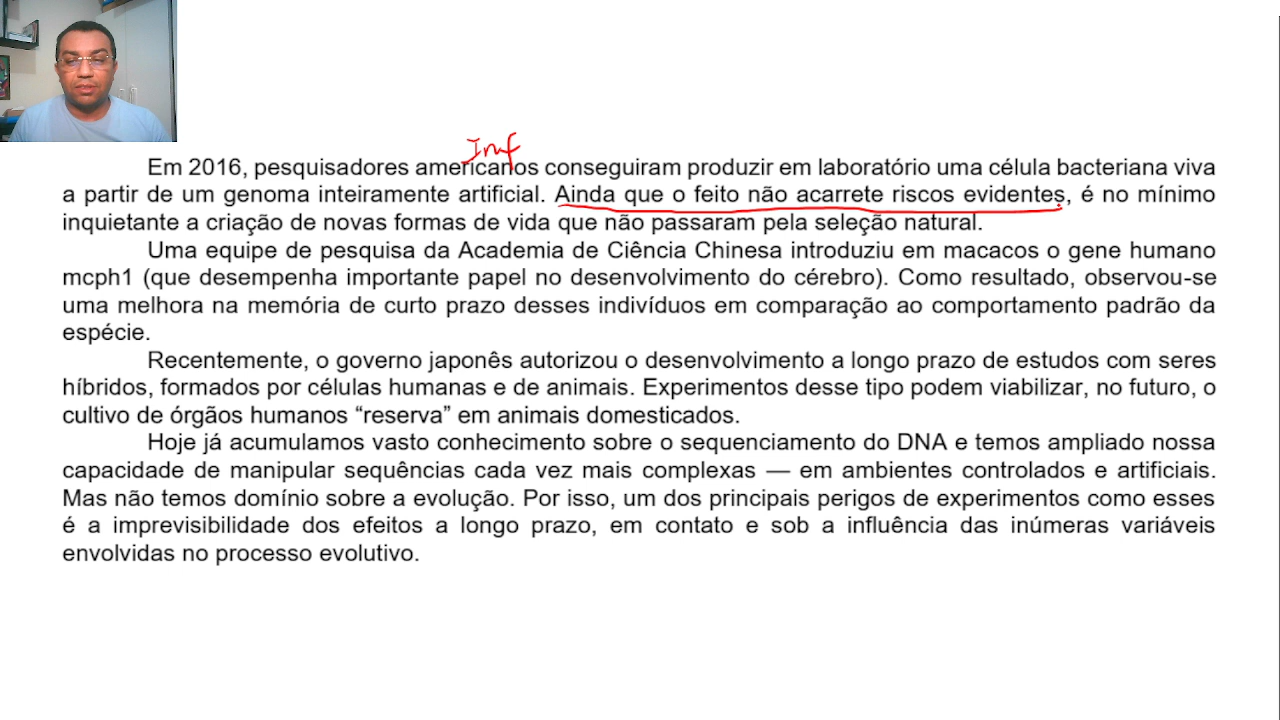 Inf
Em 2016, pesquisadores americanos conseguiram produzir em laboratório uma célula bacteriana viva
a partir de um genoma inteiramente artificial. Ainda que o feito não acarrete riscos evidentes, é no mínimo
inquietante a criação de novas formas de vida que não passaram pela seleção natural.
Uma equipe de pesquisa da Academia de Ciência Chinesa introduziu em macacos o gene humano
mcph1 (que desempenha importante papel no desenvolvimento do cérebro). Como resultado, observou-se
uma melhora na memória de curto prazo desses indivíduos em comparação ao comportamento padrão da
espécie.
Recentemente, o governo japonês autorizou o desenvolvimento a longo prazo de estudos com seres
híbridos, formados por células humanas e de animais. Experimentos desse tipo podem viabilizar, no futuro, o
cultivo de órgãos humanos “reserva” em animais domesticados.
Hoje já acumulamos vasto conhecimento sobre o sequenciamento do DNA e temos ampliado nossa
capacidade de manipular sequências cada vez mais complexas — em ambientes controlados e artificiais.
Mas não temos domínio sobre a evolução. Por isso, um dos principais perigos de experimentos como esses
é a imprevisibilidade dos efeitos a longo prazo, em contato e sob a influência das inúmeras variáveis
envolvidas no processo evolutivo.